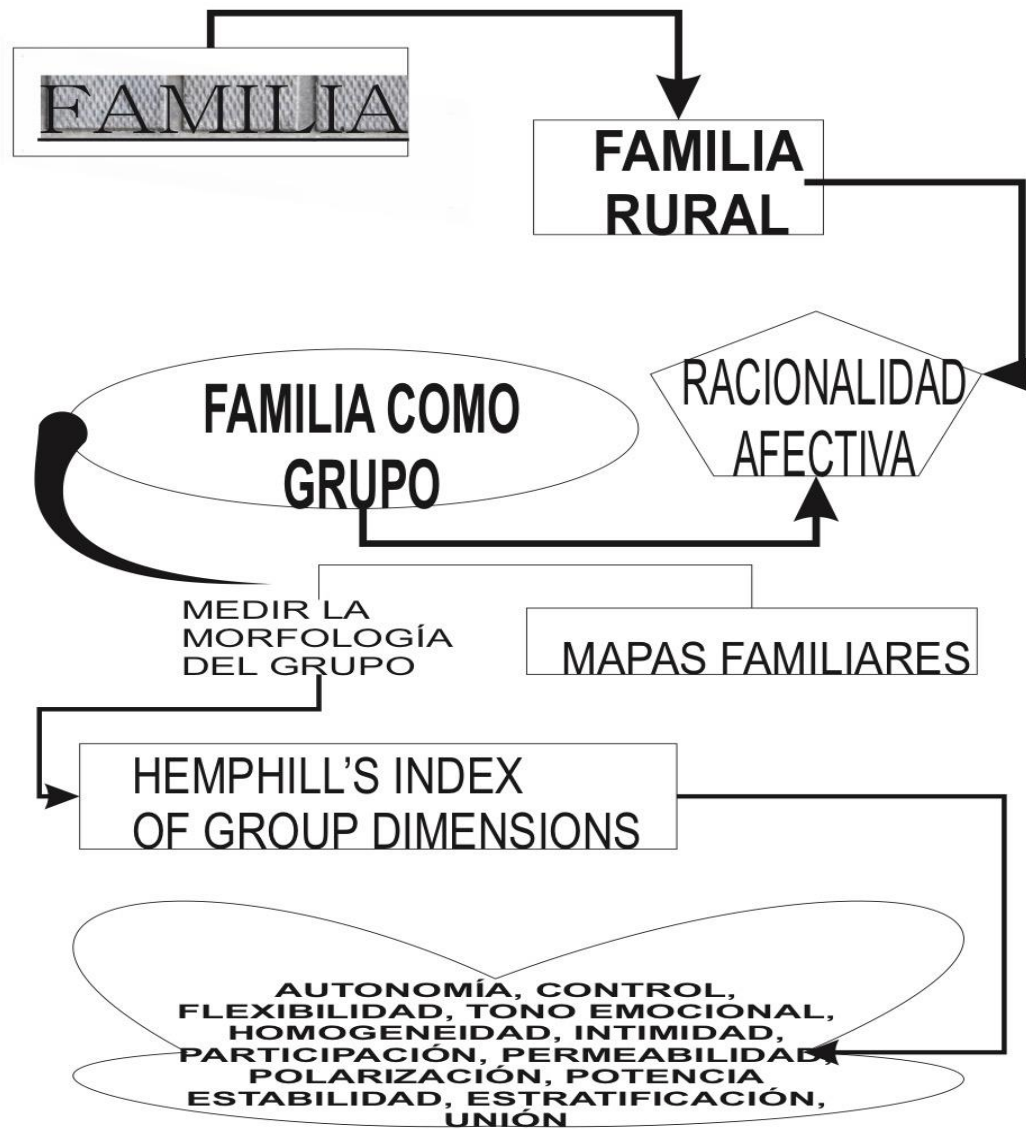 FAMILIA
FAMILIA
RURAL
RACIONALIDAD
AFECTIVA
FAMILIA COMO
GRUPO
MEDIR LA
MORFOLOGÍA
DEL GRUPO
MAPAS FAMILIARES
HEMPHILL’S INDEX
OF GROUP DIMENSIONS
AUTONOMÍA, CONTROL,
FLEXIBILIDAD, TONO EMOCIONAL,
HOMOGENEIDAD, INTIMIDAD,
PARTICIPACIÓN, PERMEABILIDAD,
POLARIZACIÓN, POTENCIA
ESTABILIDAD, ESTRATIFICACIÓN,
UNIÓN